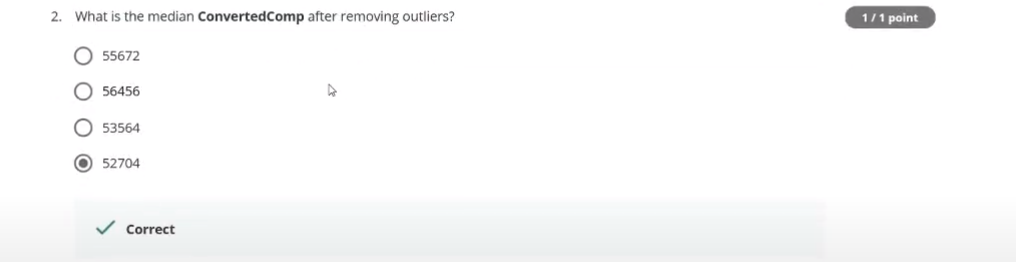 2. What is the median ConvertedComp after removing outliers?
1 / 1 point
55672
56456
53564
52704
Correct